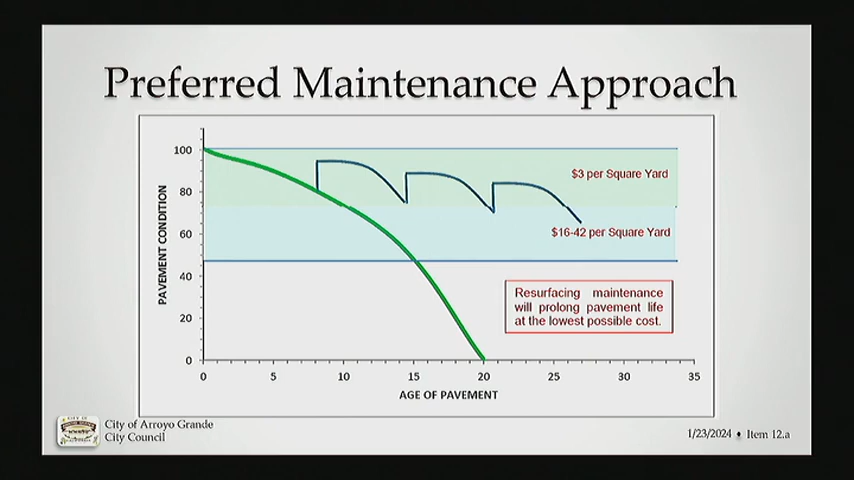 Preferred Maintenance Approach
PAVEMENT CONDITION
100
80
60
40
20
0
$3 per Square Yard
$16-42 per Square Yard
Resurfacing maintenance
will prolong pavement life
at the lowest possible cost.
0 5 10 15 20 25 30 35
AGE OF PAVEMENT
City of Arroyo Grande
City Council
1/23/2024 • Item 12.a